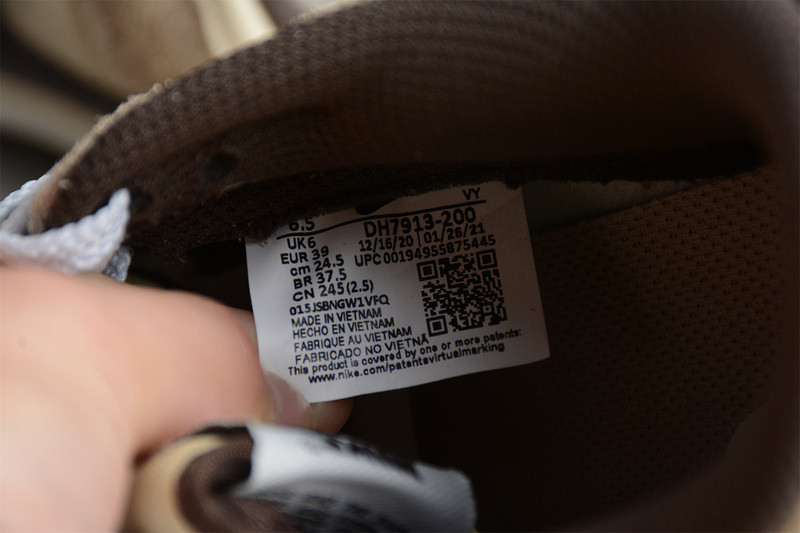 VY
6.5 DH7913-200
UK 6 12/16/20 01/26/21
EUR 39 UPC 00194955875445
cm 24.5
BR 37.5
CN 245(2.5)
015JSBNGW1VFQ
MADE IN VIETNAM
HECHO EN VIETNAM
FABRIQUE AU VIETNAM
FABRICADO NO VIETNÃ
This product is covered by one or more patents:
www.nike.com/patentsvirtualmarking